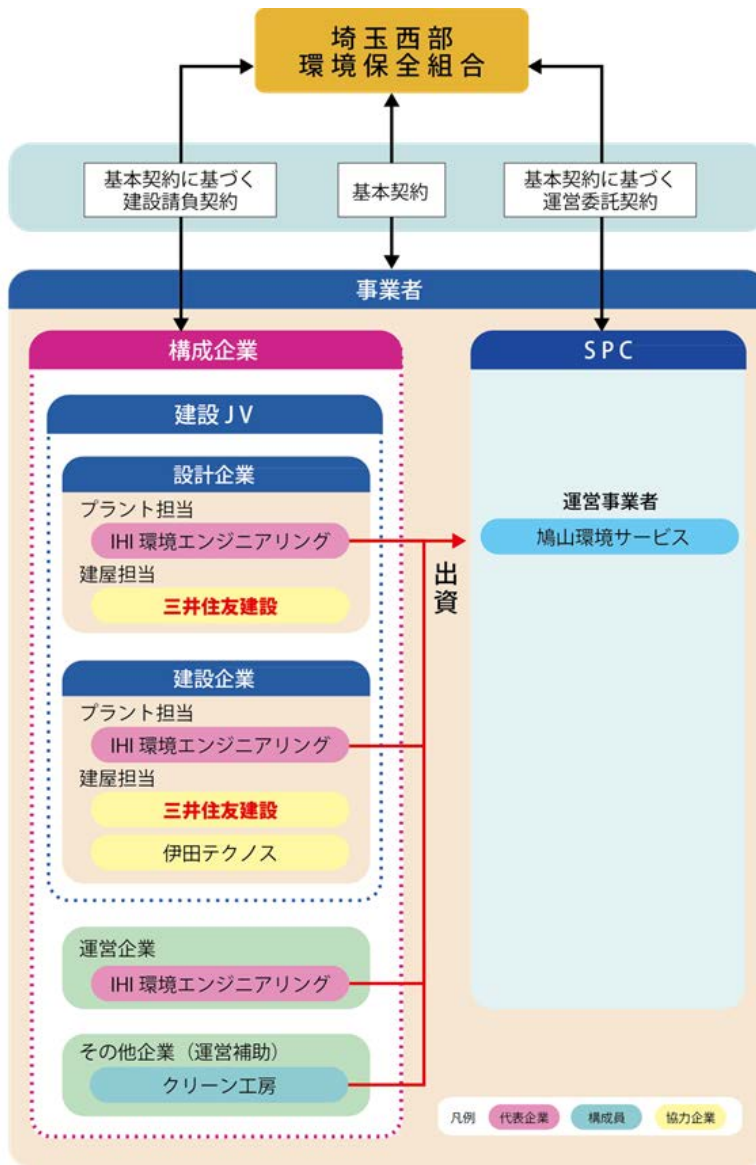 埼玉西部
環境保全組合
基本契約に基づく
建設請負契約
基本契約
基本契約に基づく
運営委託契約
事業者
構成企業
建設 JV
設計企業
プラント担当
IHI 環境エンジニアリング
建屋担当
三井住友建設
建設企業
プラント担当
IHI 環境エンジニアリング
建屋担当
三井住友建設
伊田テクノス
運営企業
IHI 環境エンジニアリング
その他企業（運営補助）
クリーン工房
出資
SPC
運営事業者
鳩山環境サービス
凡例 代表企業 構成員 協力企業